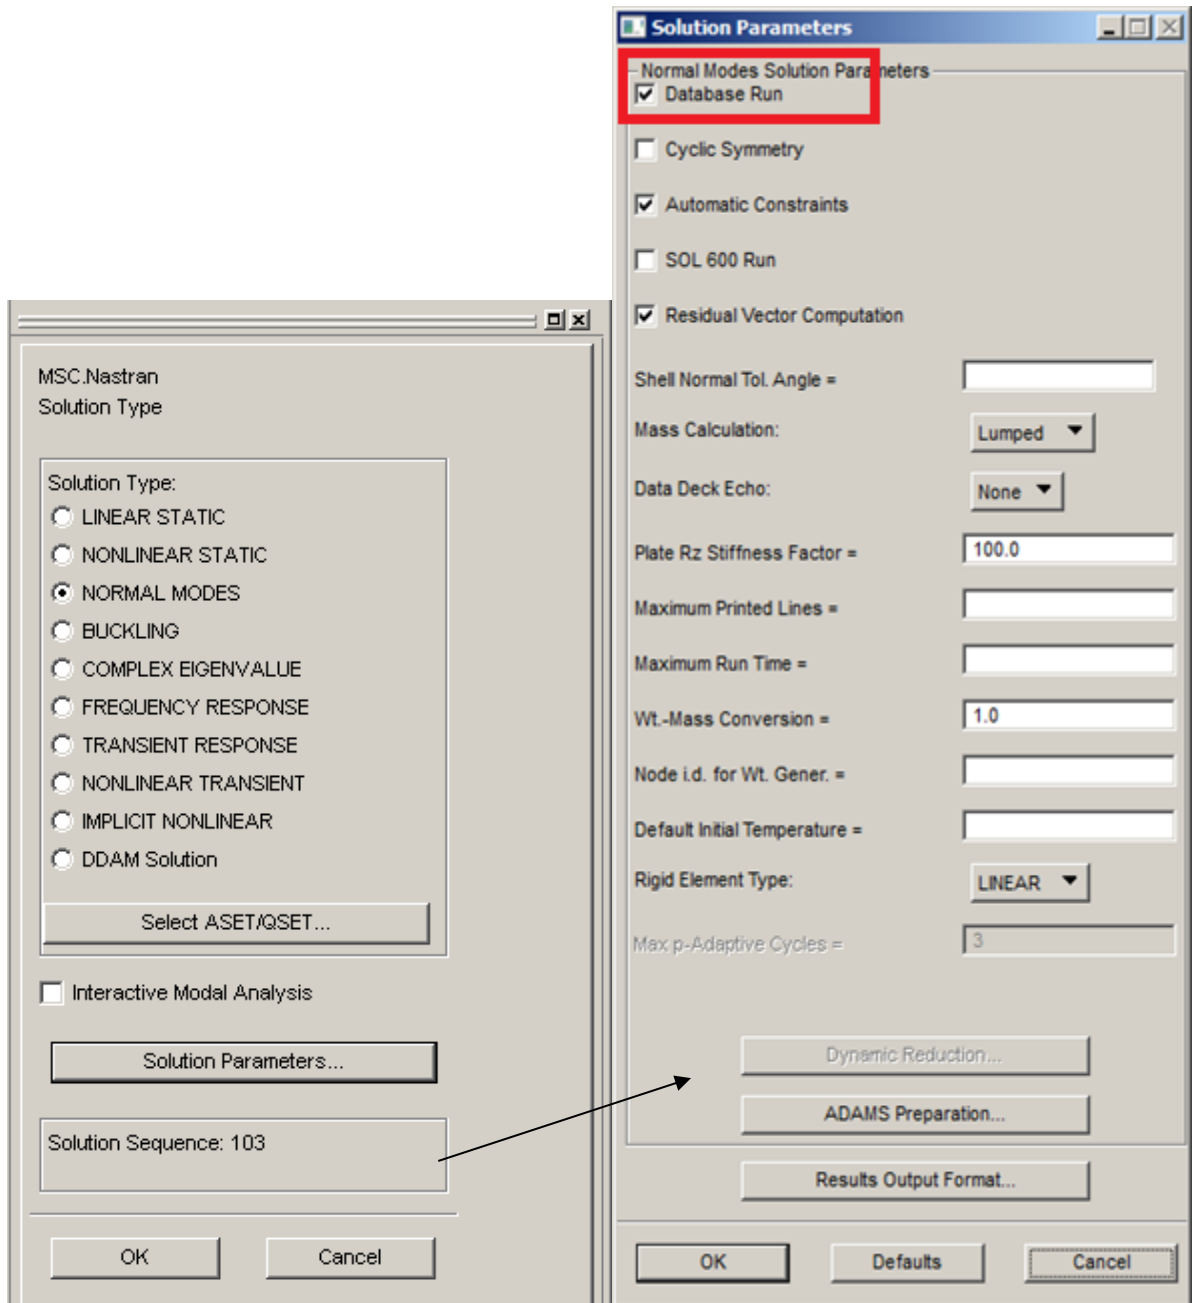 MSC.Nastran
Solution Type
Solution Type:
LINEAR STATIC
NONLINEAR STATIC
NORMAL MODES
BUCKLING
COMPLEX EIGENVALUE
FREQUENCY RESPONSE
TRANSIENT RESPONSE
NONLINEAR TRANSIENT
IMPLICIT NONLINEAR
DDAM Solution
Select ASET/QSET...
Interactive Modal Analysis
Solution Parameters...
Solution Sequence: 103
OK Cancel
Solution Parameters
Normal Modes Solution Parameters
Database Run
Cyclic Symmetry
Automatic Constraints
SOL 600 Run
Residual Vector Computation
Shell Normal Tol. Angle =
Mass Calculation: Lumped
Data Deck Echo: None
Plate Rz Stiffness Factor = 100.0
Maximum Printed Lines =
Maximum Run Time =
Wt.-Mass Conversion = 1.0
Node i.d. for Wt. Gener. =
Default Initial Temperature =
Rigid Element Type: LINEAR
Max p-Adaptive Cycles = 3
Dynamic Reduction...
ADAMS Preparation...
Results Output Format...
OK Defaults Cancel